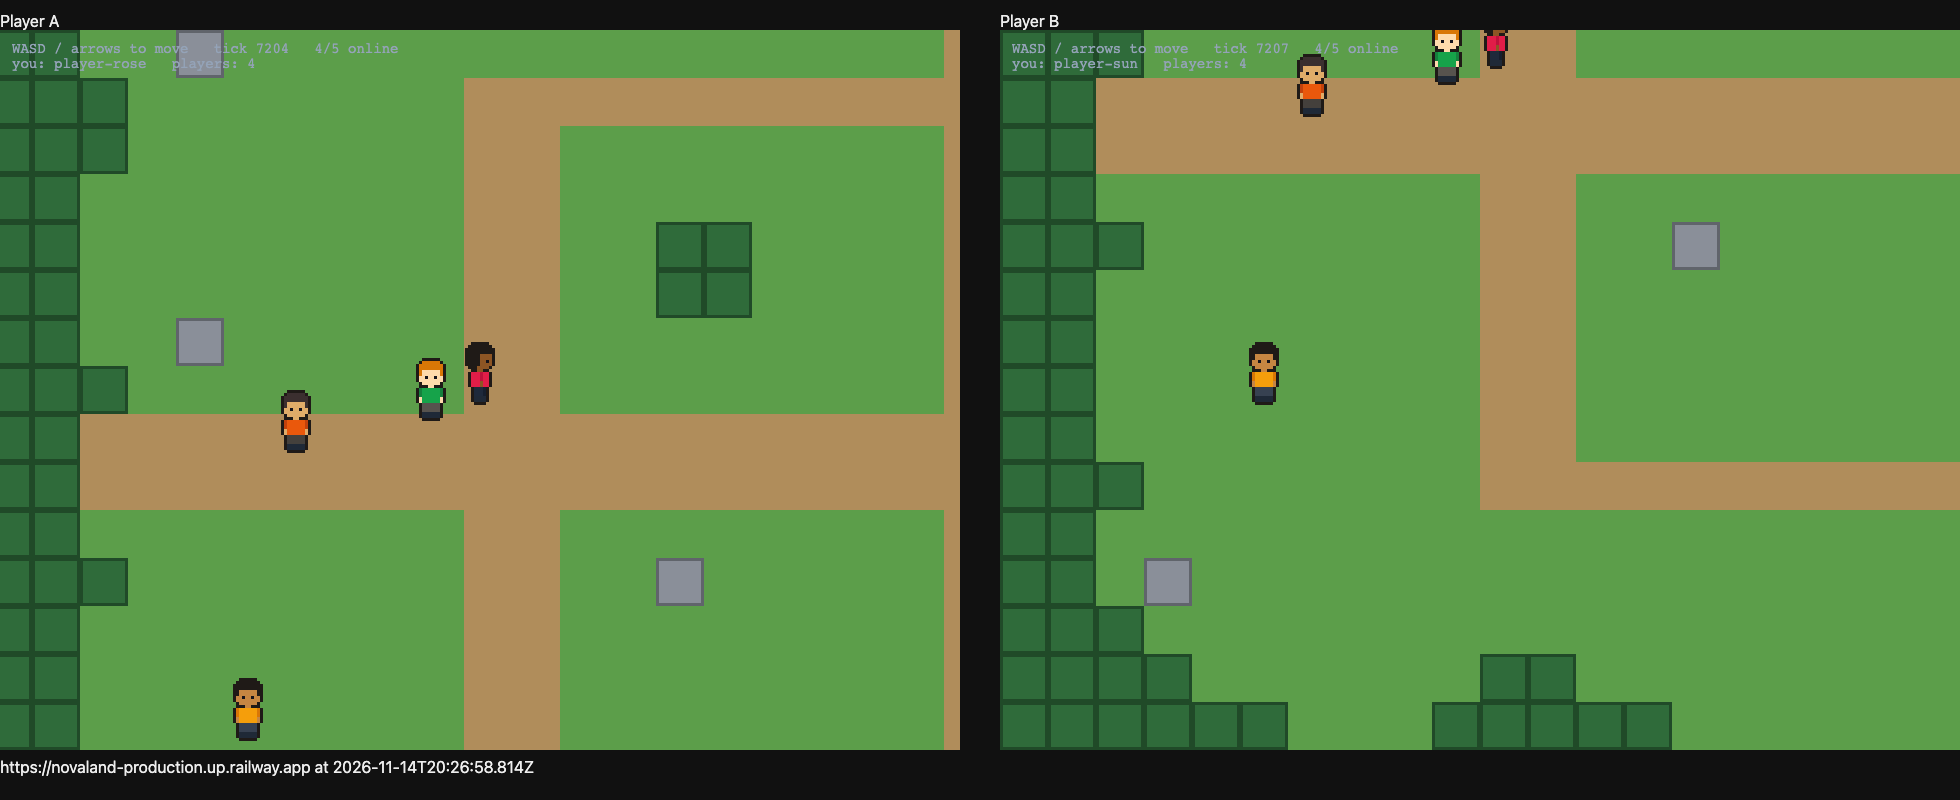 Player A
WASD / arrows to move   tick 7204   4/5 online
you: player-rose   players: 4
Player B
WASD / arrows to move   tick 7207   4/5 online
you: player-sun   players: 4
https://novaland-production.up.railway.app at 2026-11-14T20:26:58.814Z